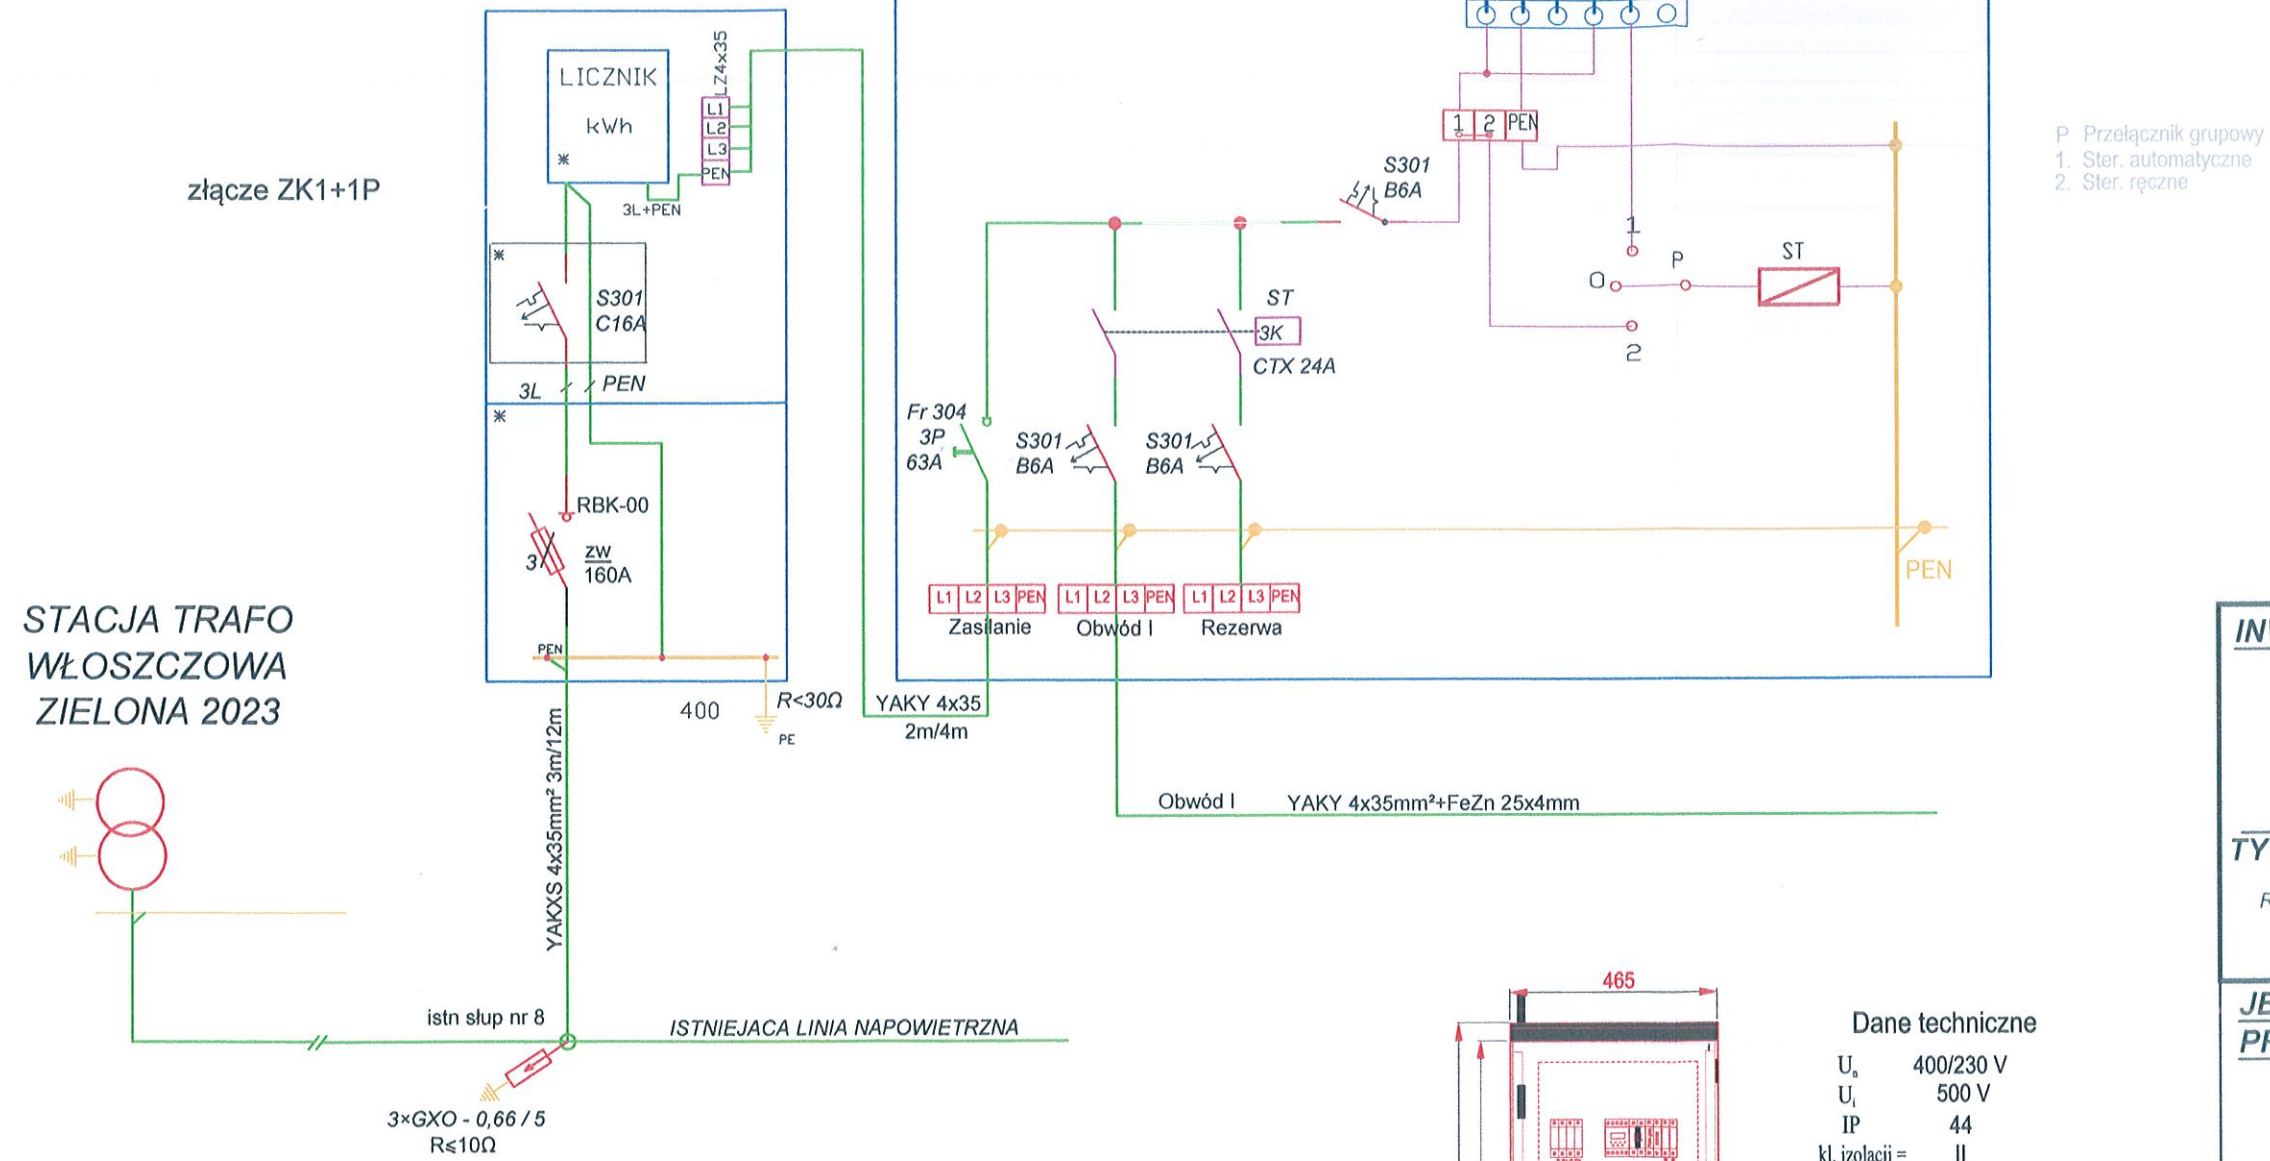 złącze ZK1+1P
LICZNIK
kWh
*
LZ4x35
L1
L2
L3
PEN
3L+PEN
*
S301
C16A
3L
PEN
*
RBK-00
3
zw
160A
PEN
400
R<30Ω
PE
YAKXS 4x35mm² 3m/12m
STACJA TRAFO
WŁOSZCZOWA
ZIELONA 2023
istn słup nr 8
ISTNIEJACA LINIA NAPOWIETRZNA
3×GXO - 0,66 / 5
R≤10Ω
YAKY 4x35
2m/4m
1 2 PEN
S301
B6A
ST
3K
CTX 24A
Fr 304
3P
63A
S301
B6A
S301
B6A
1
0
P
2
ST
PEN
L1 L2 L3 PEN
Zasilanie
L1 L2 L3 PEN
Obwód I
L1 L2 L3 PEN
Rezerwa
Obwód I YAKY 4x35mm²+FeZn 25x4mm
P Przełącznik grupowy
1. Ster. automatyczne
2. Ster. ręczne
465
Dane techniczne
Un 400/230 V
Ui 500 V
IP 44
kl. izolacji = II